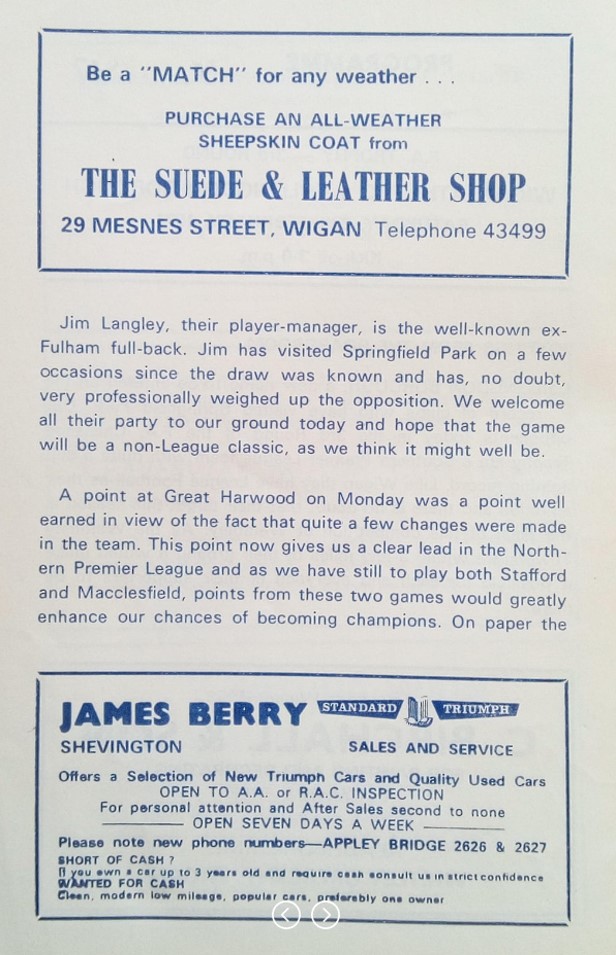 Be a "MATCH" for any weather . . .
PURCHASE AN ALL-WEATHER
SHEEPSKIN COAT from
THE SUEDE & LEATHER SHOP
29 MESNES STREET, WIGAN Telephone 43499
Jim Langley, their player-manager, is the well-known ex-
Fulham full-back. Jim has visited Springfield Park on a few
occasions since the draw was known and has, no doubt,
very professionally weighed up the opposition. We welcome
all their party to our ground today and hope that the game
will be a non-League classic, as we think it might well be.
A point at Great Harwood on Monday was a point well
earned in view of the fact that quite a few changes were made
in the team. This point now gives us a clear lead in the North-
ern Premier League and as we have still to play both Stafford
and Macclesfield, points from these two games would greatly
enhance our chances of becoming champions. On paper the
JAMES BERRY STANDARD TRIUMPH
SHEVINGTON SALES AND SERVICE
Offers a Selection of New Triumph Cars and Quality Used Cars
OPEN TO A.A. or R.A.C. INSPECTION
For personal attention and After Sales second to none
OPEN SEVEN DAYS A WEEK
Please note new phone numbers—APPLEY BRIDGE 2626 & 2627
SHORT OF CASH ?
If you own a car up to 3 years old and require cash consult us in strict confidence
WANTED FOR CASH
Clean, modern low mileage, popular cars, preferably one owner